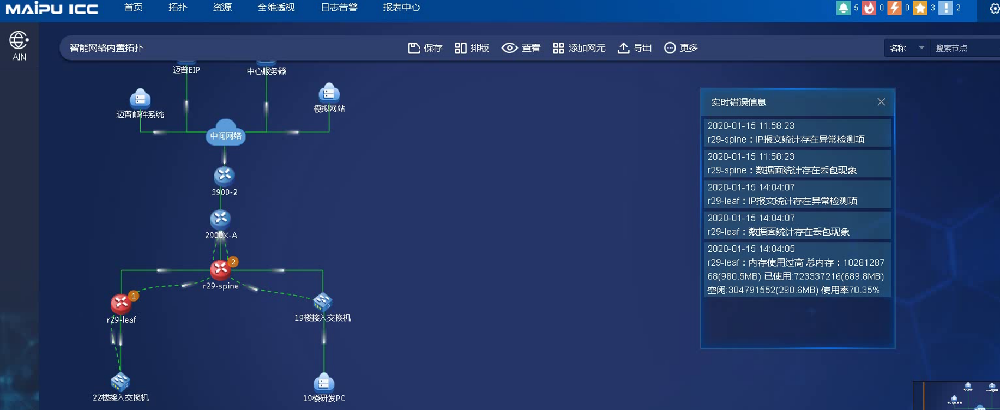 MAIPU ICC
首页 拓扑 资源 全维透视 日志告警 报表中心
5 0 0 3 2
AIN
智能网络内置拓扑
保存 排版 查看 添加网元 导出 更多
名称 搜索节点
迈普EIP
中心服务器
迈普邮件系统
模拟网站
中间网络
3900-2
2900X-A
2
r29-spine
1
r29-leaf
19楼接入交换机
22楼接入交换机
19楼研发PC
实时错误信息
2020-01-15 11:58:23
r29-spine：IP报文统计存在异常检测项
2020-01-15 11:58:23
r29-spine：数据面统计存在丢包现象
2020-01-15 14:04:07
r29-leaf：IP报文统计存在异常检测项
2020-01-15 14:04:07
r29-leaf：数据面统计存在丢包现象
2020-01-15 14:04:05
r29-leaf：内存使用过高 总内存：10281287
68(980.5MB) 已使用:723337216(689.8MB)
空闲:304791552(290.6MB) 使用率70.35%